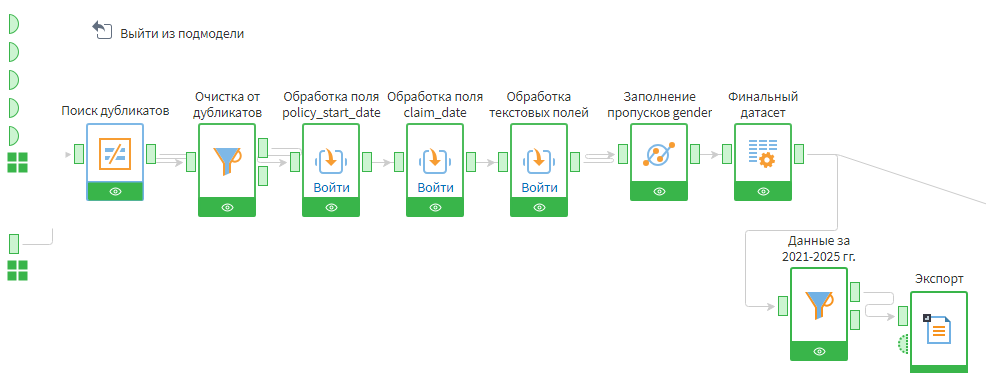 Выйти из подмодели
Поиск дубликатов
Очистка от
дубликатов
Обработка поля
policy_start_date
Обработка поля
claim_date
Обработка
текстовых полей
Заполнение
пропусков gender
Финальный
датасет
Войти
Войти
Войти
Данные за
2021-2025 гг.
Экспорт